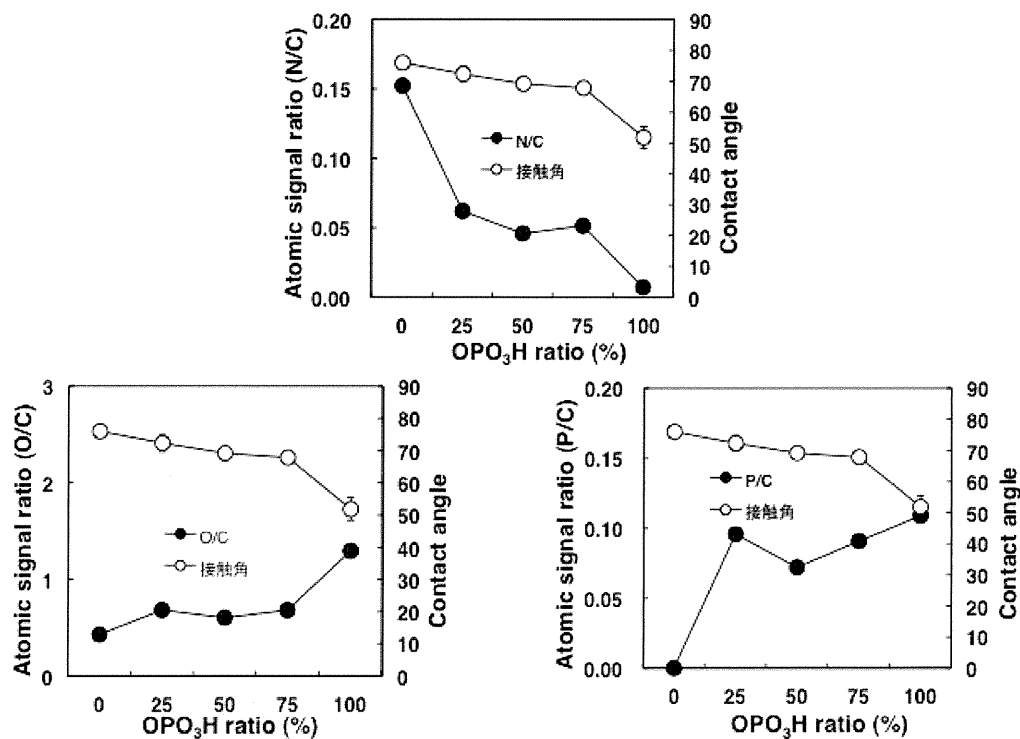 Atomic signal ratio (N/C)
0.20
0.15
0.10
0.05
0.00
90
80
70
60
50
40
30
20
10
0
Contact angle
N/C
接触角
0 25 50 75 100
OPO₃H ratio (%)
Atomic signal ratio (O/C)
3
2
1
0
90
80
70
60
50
40
30
20
10
0
Contact angle
O/C
接触角
0 25 50 75 100
OPO₃H ratio (%)
Atomic signal ratio (P/C)
0.20
0.15
0.10
0.05
0.00
90
80
70
60
50
40
30
20
10
0
Contact angle
P/C
接触角
0 25 50 75 100
OPO₃H ratio (%)